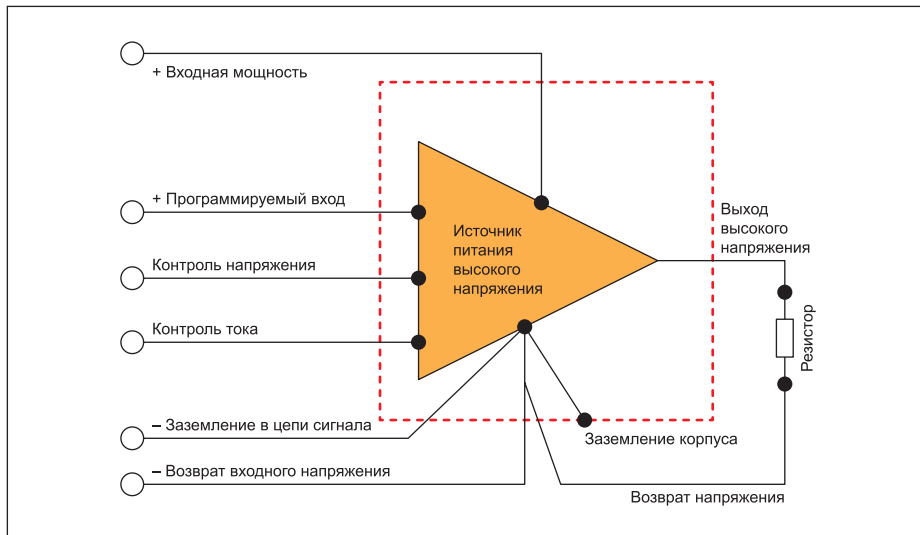 + Входная мощность
+ Программируемый вход
Выход
высокого
напряжения
Источник
питания
высокого
напряжения
Контроль напряжения
Контроль тока
Резистор
– Заземление в цепи сигнала
Заземление корпуса
– Возврат входного напряжения
Возврат напряжения